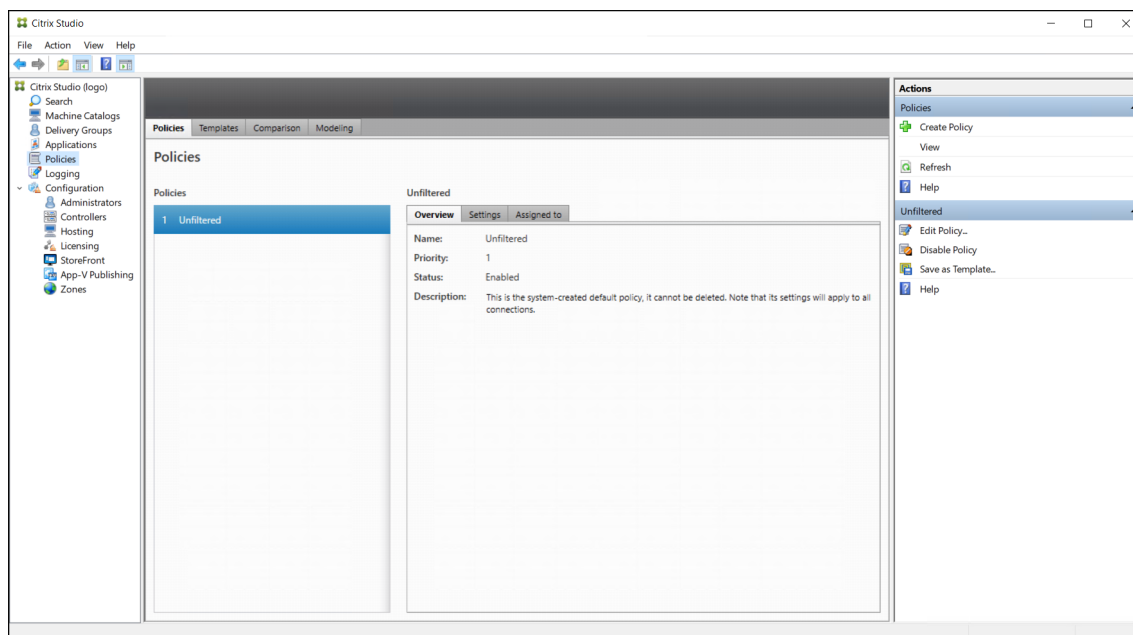 Citrix Studio
File Action View Help
Citrix Studio (logo)
Search
Machine Catalogs
Delivery Groups
Applications
Policies
Logging
Configuration
Administrators
Controllers
Hosting
Licensing
StoreFront
App-V Publishing
Zones
Policies Templates Comparison Modeling
Policies
Policies
1 Unfiltered
Unfiltered
Overview Settings Assigned to
Name: Unfiltered
Priority: 1
Status: Enabled
Description: This is the system-created default policy, it cannot be deleted. Note that its settings will apply to all
connections.
Actions
Policies
Create Policy
View
Refresh
Help
Unfiltered
Edit Policy...
Disable Policy
Save as Template...
Help